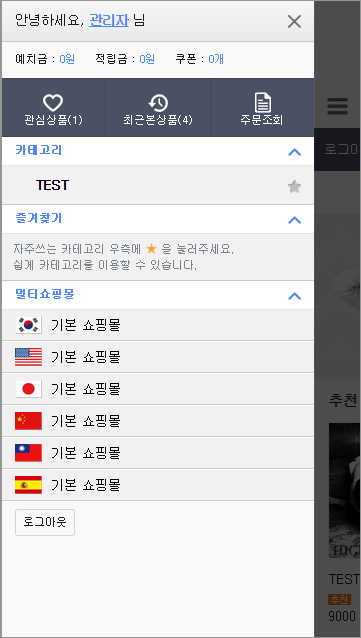 안녕하세요, 관리자 님
예치금 : 0원 적립금 : 0원 쿠폰 : 0개
관심상품(1) 최근본상품(4) 주문조회
카테고리
TEST
즐겨찾기
자주쓰는 카테고리 우측에 ★ 을 눌러주세요.
쉽게 카테고리를 이용할 수 있습니다.
멀티쇼핑몰
기본 쇼핑몰
기본 쇼핑몰
기본 쇼핑몰
기본 쇼핑몰
기본 쇼핑몰
기본 쇼핑몰
로그아웃
추천
TEST
추천
9000